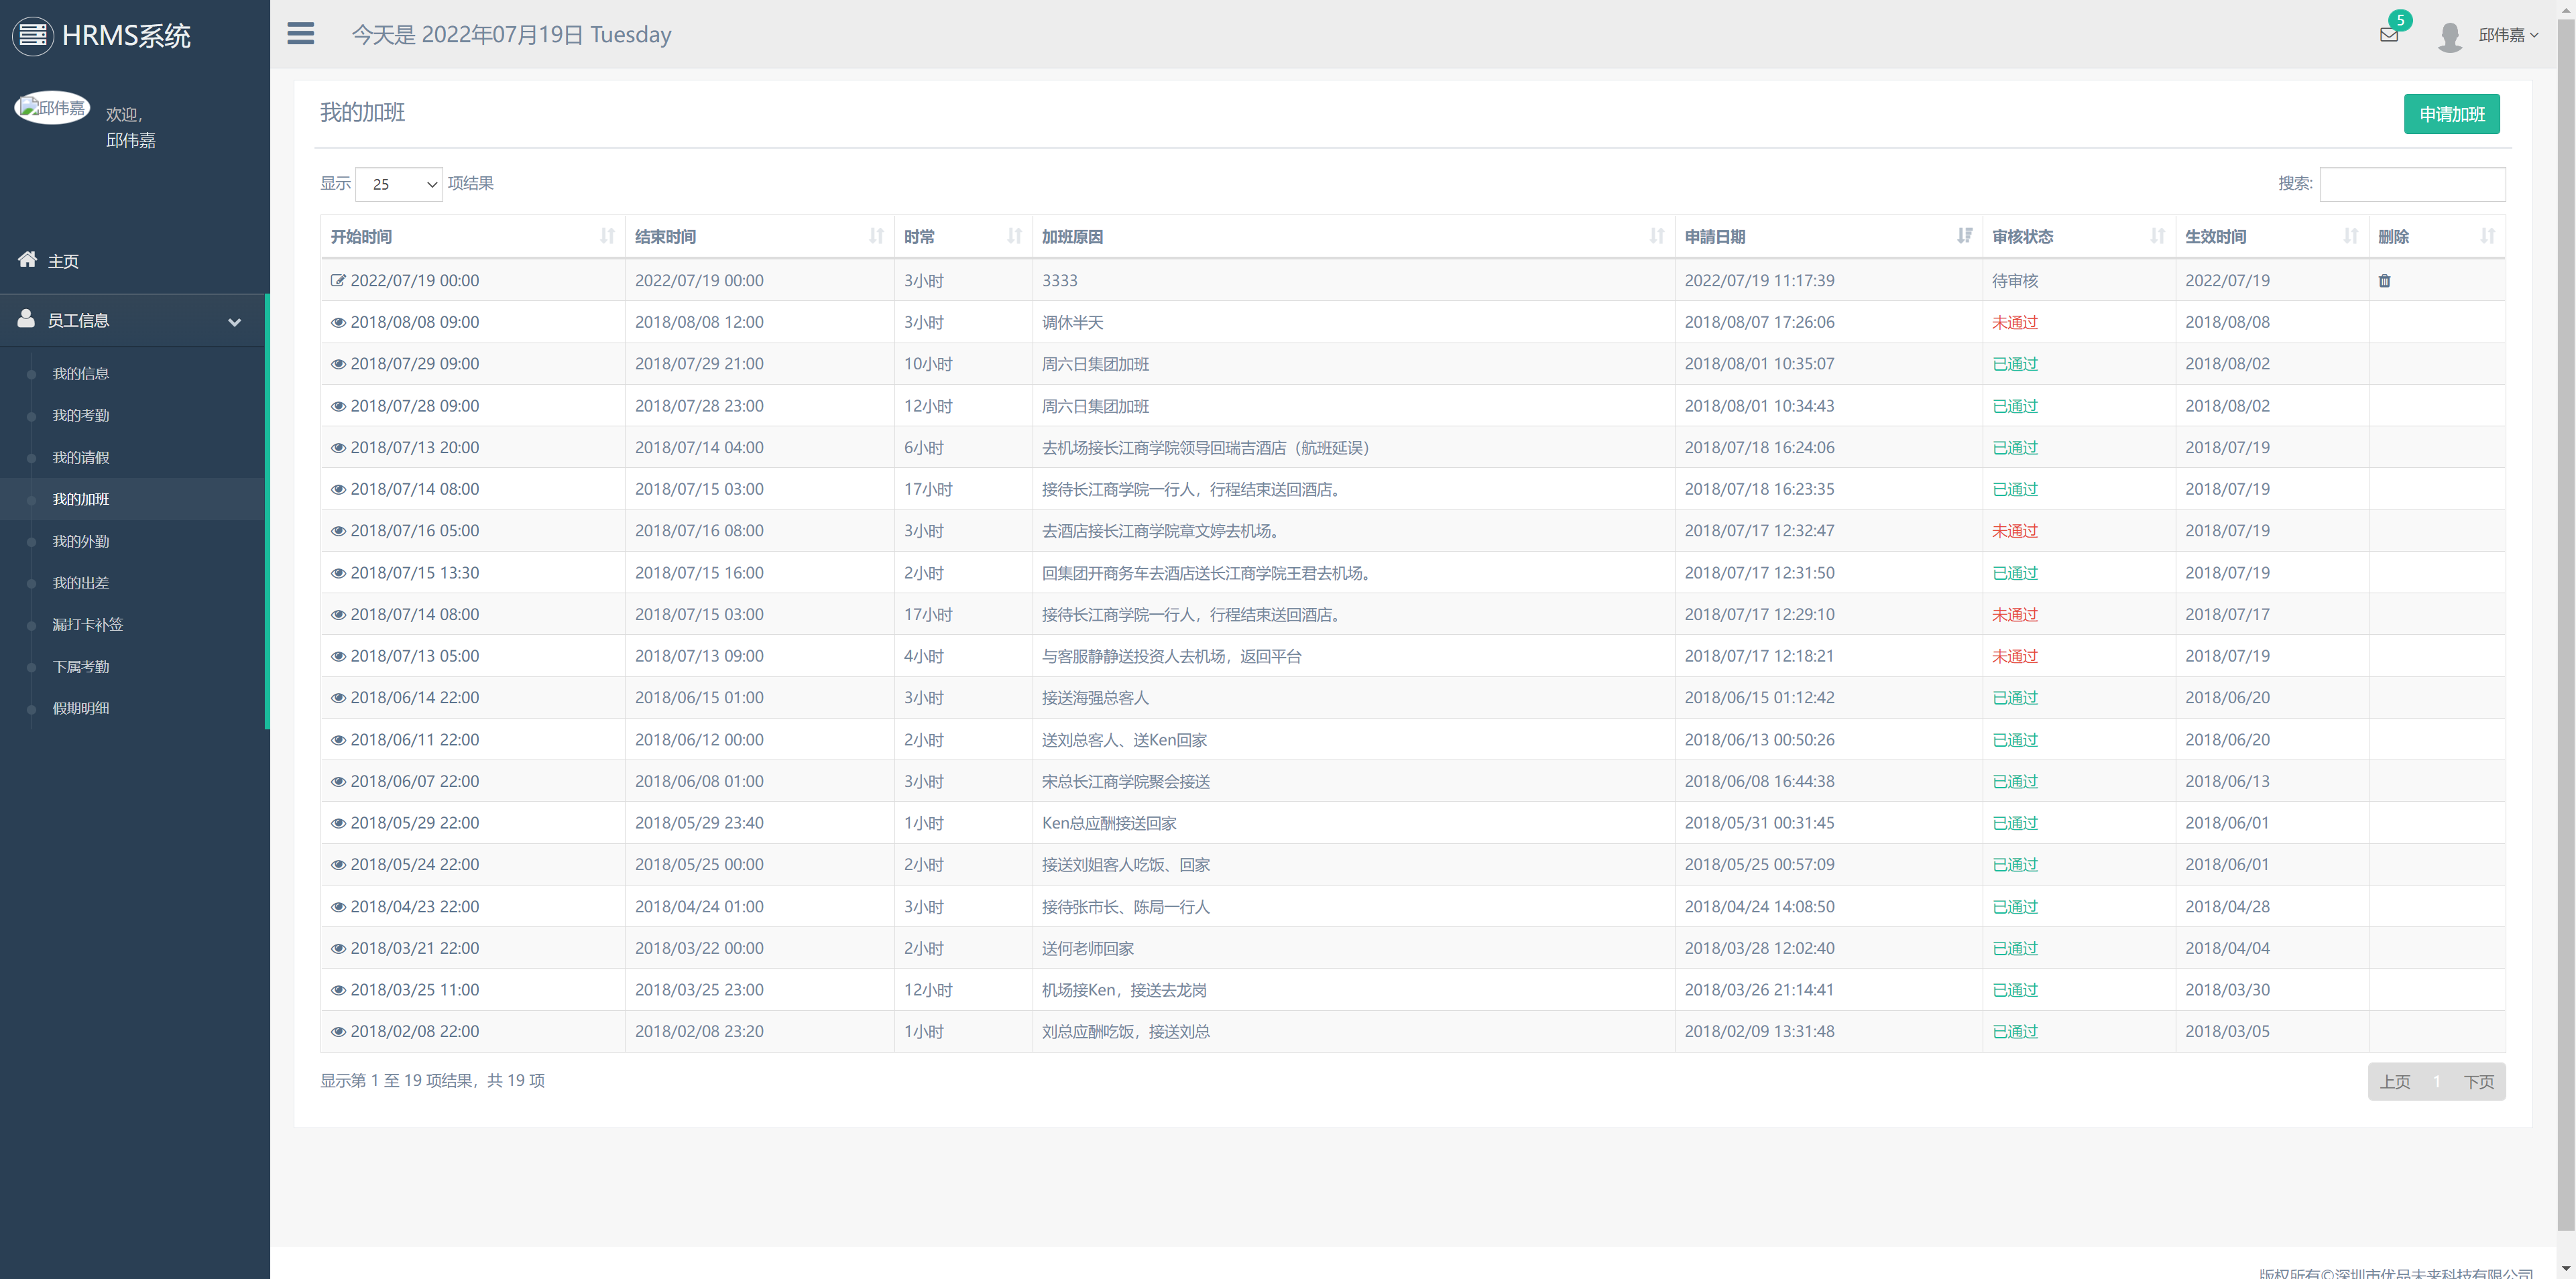 HRMS系统
今天是 2022年07月19日 Tuesday
5
邱伟嘉
邱伟嘉
欢迎,
邱伟嘉
主页
员工信息
我的信息
我的考勤
我的请假
我的加班
我的外勤
我的出差
漏打卡补签
下属考勤
假期明细
我的加班
申请加班
显示 25 项结果
搜索:
开始时间 结束时间 时常 加班原因 申請日期 审核状态 生效时间 删除
2022/07/19 00:00 2022/07/19 00:00 3小时 3333 2022/07/19 11:17:39 待审核 2022/07/19
2018/08/08 09:00 2018/08/08 12:00 3小时 调休半天 2018/08/07 17:26:06 未通过 2018/08/08
2018/07/29 09:00 2018/07/29 21:00 10小时 周六日集团加班 2018/08/01 10:35:07 已通过 2018/08/02
2018/07/28 09:00 2018/07/28 23:00 12小时 周六日集团加班 2018/08/01 10:34:43 已通过 2018/08/02
2018/07/13 20:00 2018/07/14 04:00 6小时 去机场接长江商学院领导回瑞吉酒店（航班延误） 2018/07/18 16:24:06 已通过 2018/07/19
2018/07/14 08:00 2018/07/15 03:00 17小时 接待长江商学院一行人，行程结束送回酒店。 2018/07/18 16:23:35 已通过 2018/07/19
2018/07/16 05:00 2018/07/16 08:00 3小时 去酒店接长江商学院章文婷去机场。 2018/07/17 12:32:47 未通过 2018/07/19
2018/07/15 13:30 2018/07/15 16:00 2小时 回集团开商务车去酒店送长江商学院王君去机场。 2018/07/17 12:31:50 已通过 2018/07/19
2018/07/14 08:00 2018/07/15 03:00 17小时 接待长江商学院一行人，行程结束送回酒店。 2018/07/17 12:29:10 未通过 2018/07/17
2018/07/13 05:00 2018/07/13 09:00 4小时 与客服静静送投资人去机场，返回平台 2018/07/17 12:18:21 未通过 2018/07/19
2018/06/14 22:00 2018/06/15 01:00 3小时 接送海强总客人 2018/06/15 01:12:42 已通过 2018/06/20
2018/06/11 22:00 2018/06/12 00:00 2小时 送刘总客人、送Ken回家 2018/06/13 00:50:26 已通过 2018/06/20
2018/06/07 22:00 2018/06/08 01:00 3小时 宋总长江商学院聚会接送 2018/06/08 16:44:38 已通过 2018/06/13
2018/05/29 22:00 2018/05/29 23:40 1小时 Ken总应酬接送回家 2018/05/31 00:31:45 已通过 2018/06/01
2018/05/24 22:00 2018/05/25 00:00 2小时 接送刘姐客人吃饭、回家 2018/05/25 00:57:09 已通过 2018/06/01
2018/04/23 22:00 2018/04/24 01:00 3小时 接待张市长、陈局一行人 2018/04/24 14:08:50 已通过 2018/04/28
2018/03/21 22:00 2018/03/22 00:00 2小时 送何老师回家 2018/03/28 12:02:40 已通过 2018/04/04
2018/03/25 11:00 2018/03/25 23:00 12小时 机场接Ken，接送去龙岗 2018/03/26 21:14:41 已通过 2018/03/30
2018/02/08 22:00 2018/02/08 23:20 1小时 刘总应酬吃饭，接送刘总 2018/02/09 13:31:48 已通过 2018/03/05
显示第 1 至 19 项结果，共 19 项
上页 1 下页
版权所有©深圳市优品未来科技有限公司